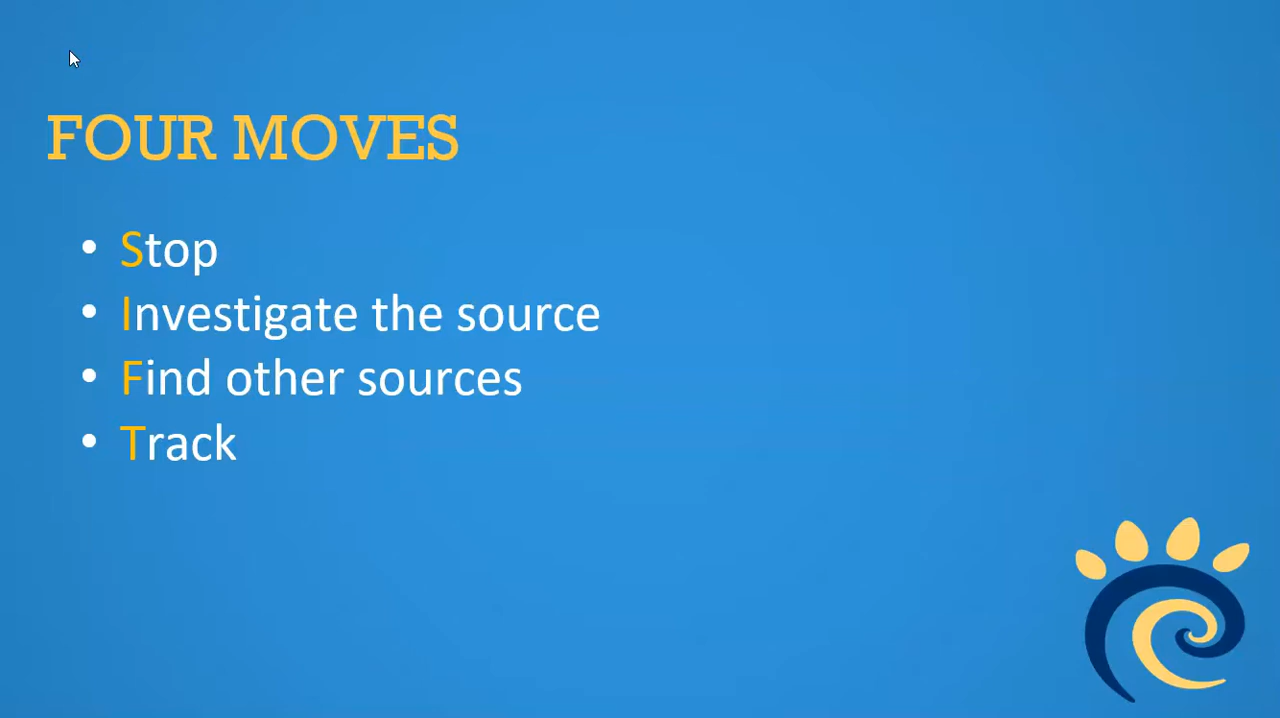 FOUR MOVES
• Stop
• Investigate the source
• Find other sources
• Track